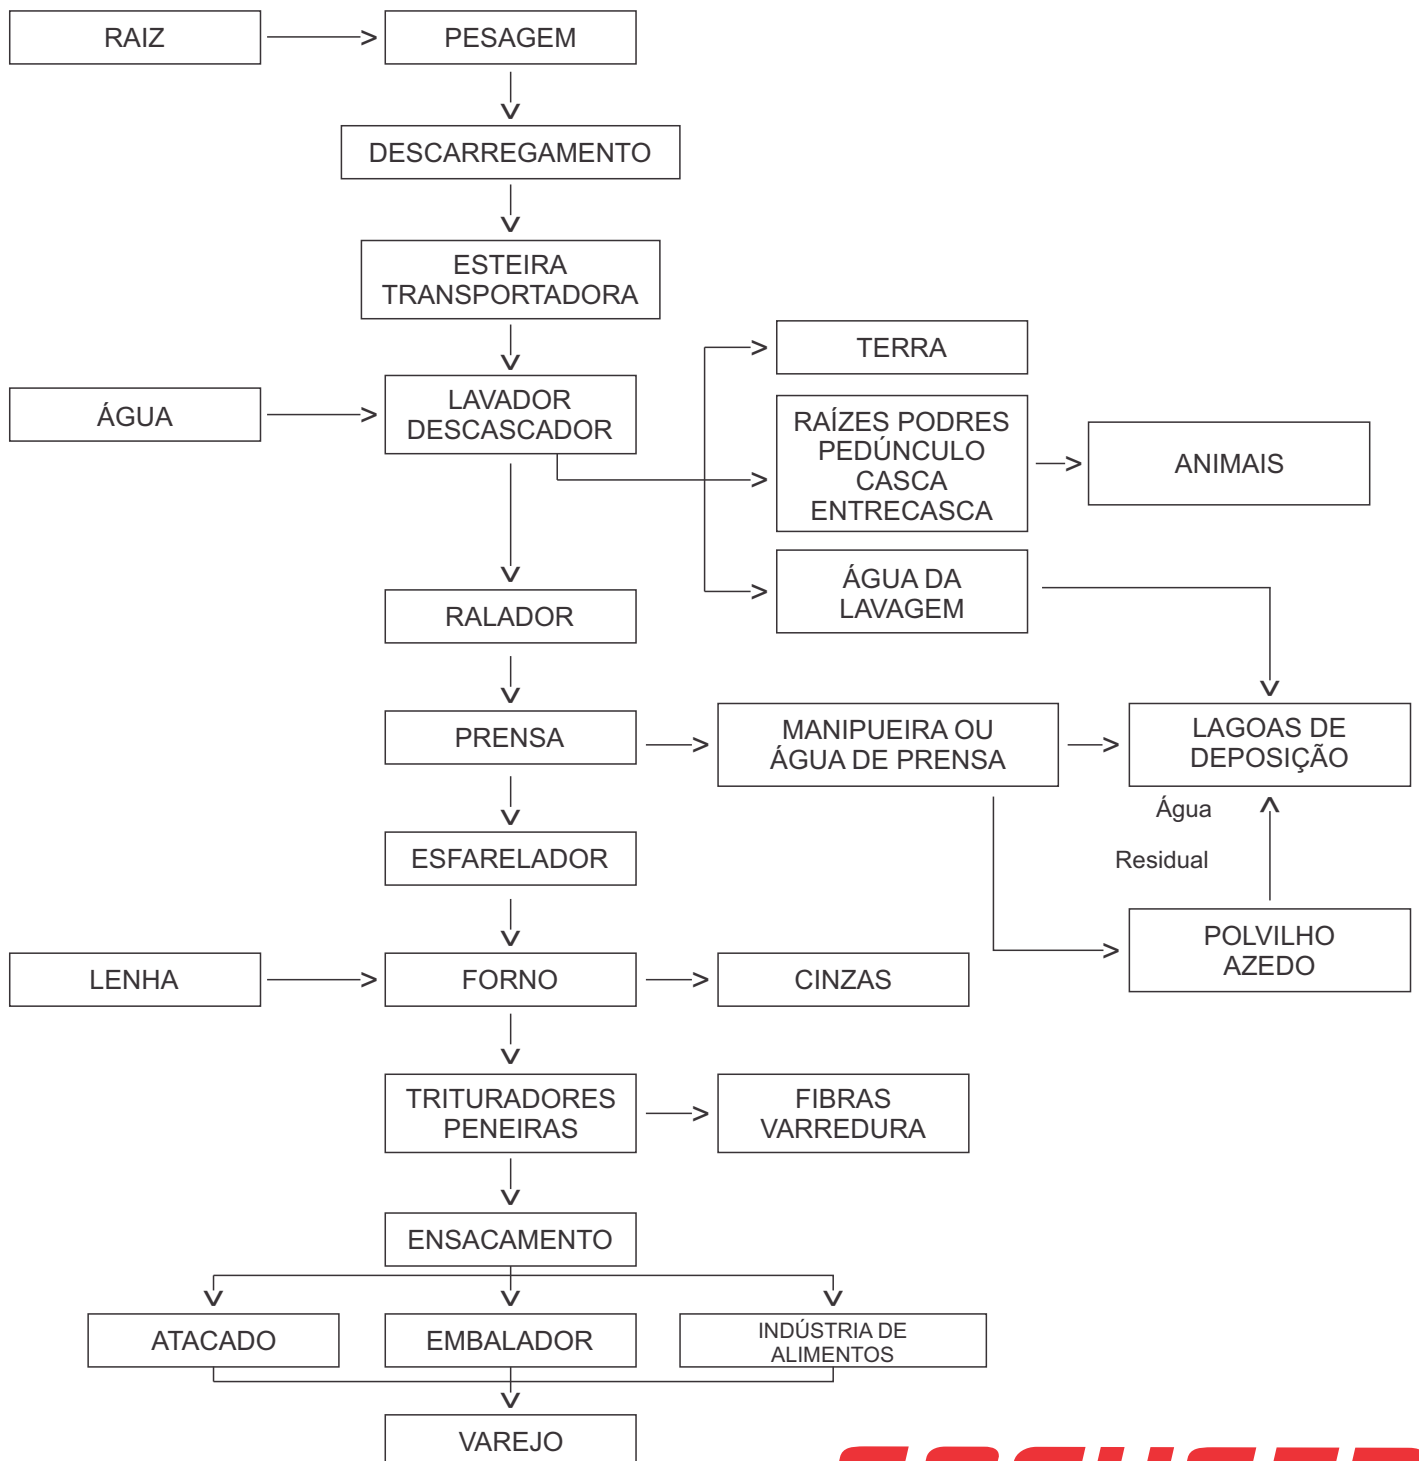 RAIZ
PESAGEM
DESCARREGAMENTO
ESTEIRA
TRANSPORTADORA
TERRA
ÁGUA
LAVADOR
DESCASCADOR
RAÍZES PODRES
PEDÚNCULO
CASCA
ENTRECASCA
ANIMAIS
ÁGUA DA
LAVAGEM
RALADOR
PRENSA
MANIPUEIRA OU
ÁGUA DE PRENSA
LAGOAS DE
DEPOSIÇÃO
Água
Residual
ESFARELADOR
POLVILHO
AZEDO
LENHA
FORNO
CINZAS
TRITURADORES
PENEIRAS
FIBRAS
VARREDURA
ENSACAMENTO
ATACADO
EMBALADOR
INDÚSTRIA DE
ALIMENTOS
VAREJO